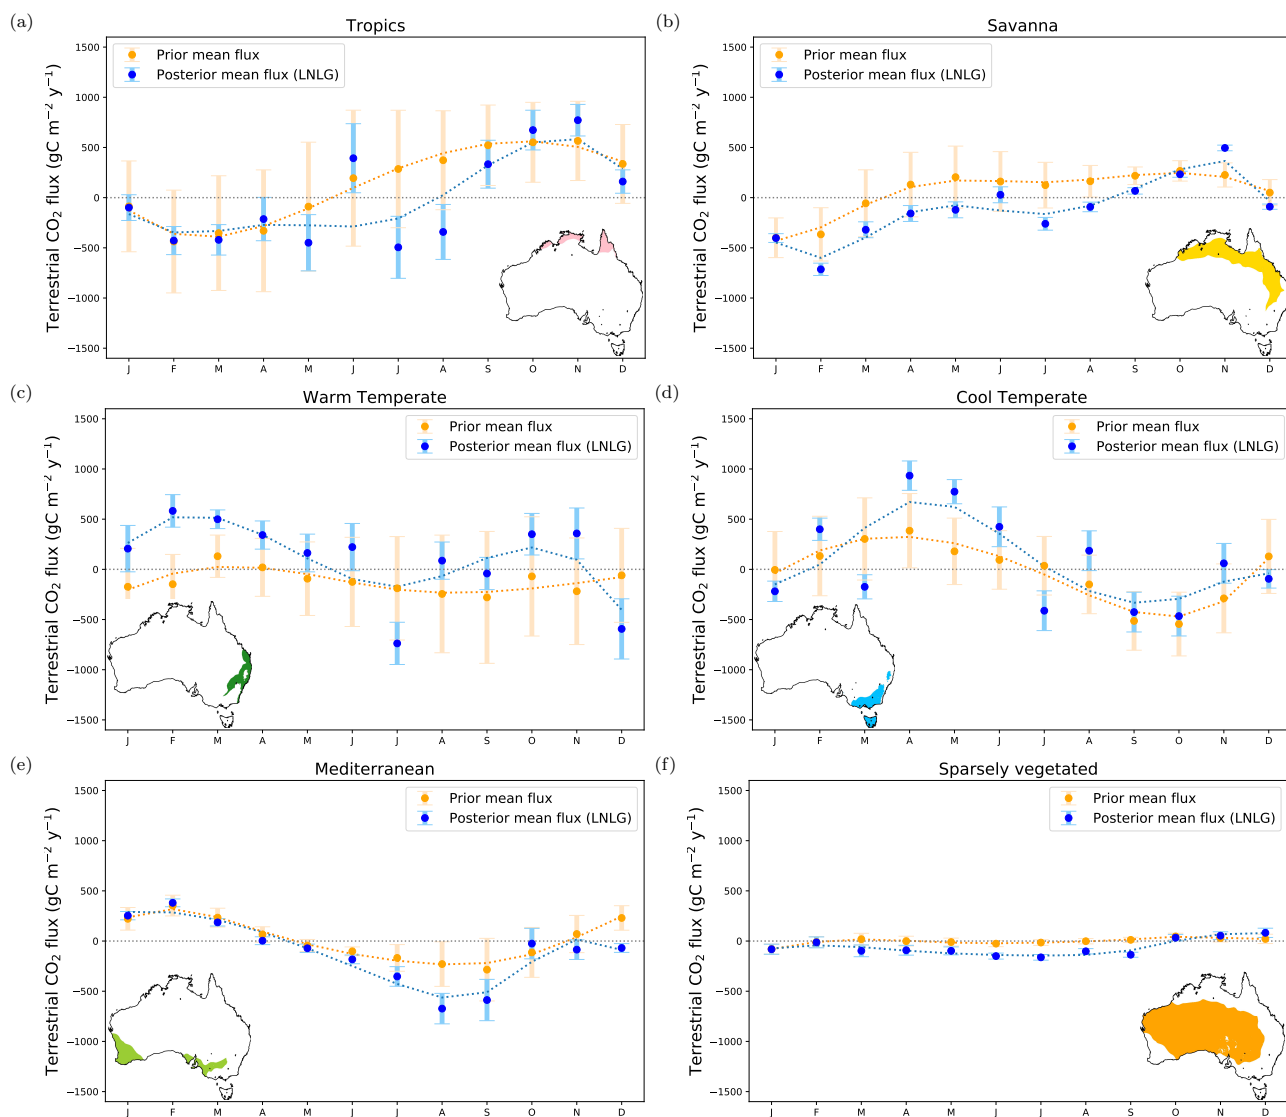 (a)
Tropics
Terrestrial CO₂ flux (gC m⁻² y⁻¹)
1500
1000
500
0
−500
−1000
−1500
Prior mean flux
Posterior mean flux (LNLG)
J F M A M J J A S O N D
(b)
Savanna
Terrestrial CO₂ flux (gC m⁻² y⁻¹)
1500
1000
500
0
−500
−1000
−1500
Prior mean flux
Posterior mean flux (LNLG)
J F M A M J J A S O N D
(c)
Warm Temperate
Terrestrial CO₂ flux (gC m⁻² y⁻¹)
1500
1000
500
0
−500
−1000
−1500
Prior mean flux
Posterior mean flux (LNLG)
J F M A M J J A S O N D
(d)
Cool Temperate
Terrestrial CO₂ flux (gC m⁻² y⁻¹)
1500
1000
500
0
−500
−1000
−1500
Prior mean flux
Posterior mean flux (LNLG)
J F M A M J J A S O N D
(e)
Mediterranean
Terrestrial CO₂ flux (gC m⁻² y⁻¹)
1500
1000
500
0
−500
−1000
−1500
Prior mean flux
Posterior mean flux (LNLG)
J F M A M J J A S O N D
(f)
Sparsely vegetated
Terrestrial CO₂ flux (gC m⁻² y⁻¹)
1500
1000
500
0
−500
−1000
−1500
Prior mean flux
Posterior mean flux (LNLG)
J F M A M J J A S O N D